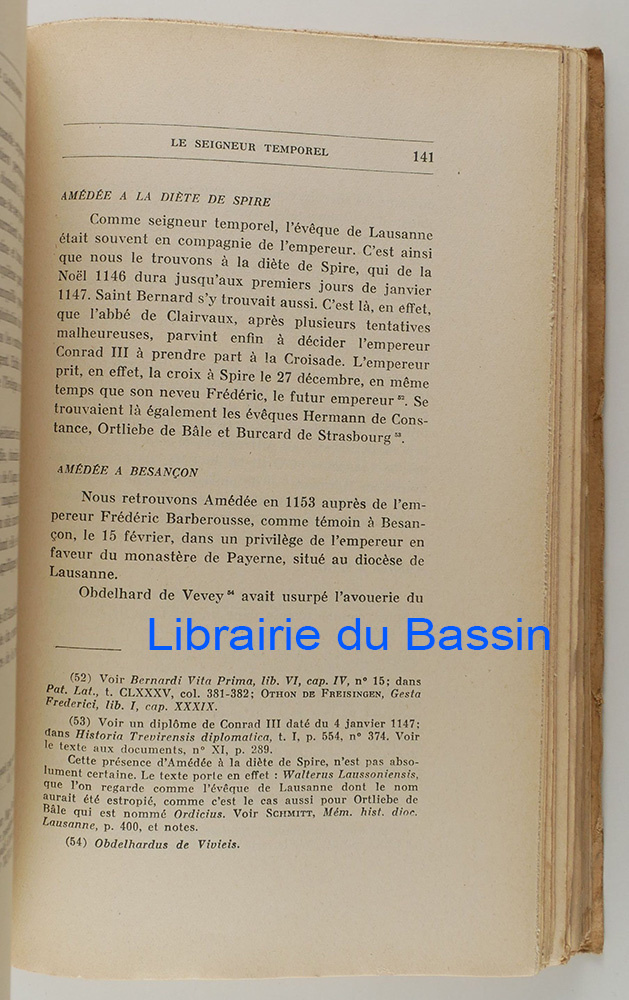 LE SEIGNEUR TEMPOREL 141
AMÉDÉE A LA DIÈTE DE SPIRE
Comme seigneur temporel, l'évêque de Lausanne
était souvent en compagnie de l'empereur. C'est ainsi
que nous le trouvons à la diète de Spire, qui de la
Noël 1146 dura jusqu'aux premiers jours de janvier
1147. Saint Bernard s'y trouvait aussi. C'est là, en effet,
que l'abbé de Clairvaux, après plusieurs tentatives
malheureuses, parvint enfin à décider l'empereur
Conrad III à prendre part à la Croisade. L'empereur
prit, en effet, la croix à Spire le 27 décembre, en même
temps que son neveu Frédéric, le futur empereur ⁵². Se
trouvaient là également les évêques Hermann de Cons-
tance, Ortliebe de Bâle et Burcard de Strasbourg ⁵³.
AMÉDÉE A BESANÇON
Nous retrouvons Amédée en 1153 auprès de l'em-
pereur Frédéric Barberousse, comme témoin à Besan-
çon, le 15 février, dans un privilège de l'empereur en
faveur du monastère de Payerne, situé au diocèse de
Lausanne.
Obdelhard de Vevey ⁵⁴ avait usurpé l'avouerie du
Librairie du Bassin
(52) Voir Bernardi Vita Prima, lib. VI, cap. IV, n° 15; dans
Pat. Lat., t. CLXXXV, col. 381-382; OTHON DE FREISINGEN, Gesta
Frederici, lib. I, cap. XXXIX.
(53) Voir un diplôme de Conrad III daté du 4 janvier 1147;
dans Historia Trevirensis diplomatica, t. I, p. 554, n° 374. Voir
le texte aux documents, n° XI, p. 289.
Cette présence d'Amédée à la diète de Spire, n'est pas abso-
lument certaine. Le texte porte en effet : Walterus Laussoniensis,
que l'on regarde comme l'évêque de Lausanne dont le nom
aurait été estropié, comme c'est le cas aussi pour Ortliebe de
Bâle qui est nommé Ordicius. Voir SCHMITT, Mém. hist. dioc.
Lausanne, p. 400, et notes.
(54) Obdelhardus de Vivieis.